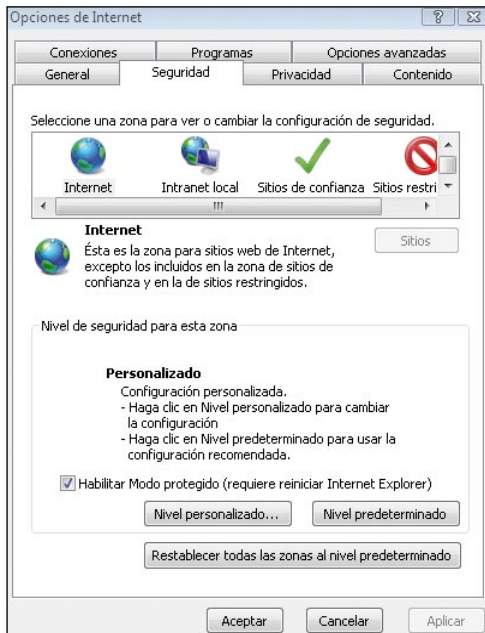 Opciones de Internet
Conexiones Programas Opciones avanzadas
General Seguridad Privacidad Contenido
Seleccione una zona para ver o cambiar la configuración de seguridad.
Internet Intranet local Sitios de confianza Sitios restri
Internet
Ésta es la zona para sitios web de Internet,
excepto los incluidos en la zona de sitios de
confianza y en la de sitios restringidos.
Sitios
Nivel de seguridad para esta zona
Personalizado
Configuración personalizada.
- Haga clic en Nivel personalizado para cambiar
la configuración
- Haga clic en Nivel predeterminado para usar la
configuración recomendada.
Habilitar Modo protegido (requiere reiniciar Internet Explorer)
Nivel personalizado... Nivel predeterminado
Restablecer todas las zonas al nivel predeterminado
Aceptar Cancelar Aplicar